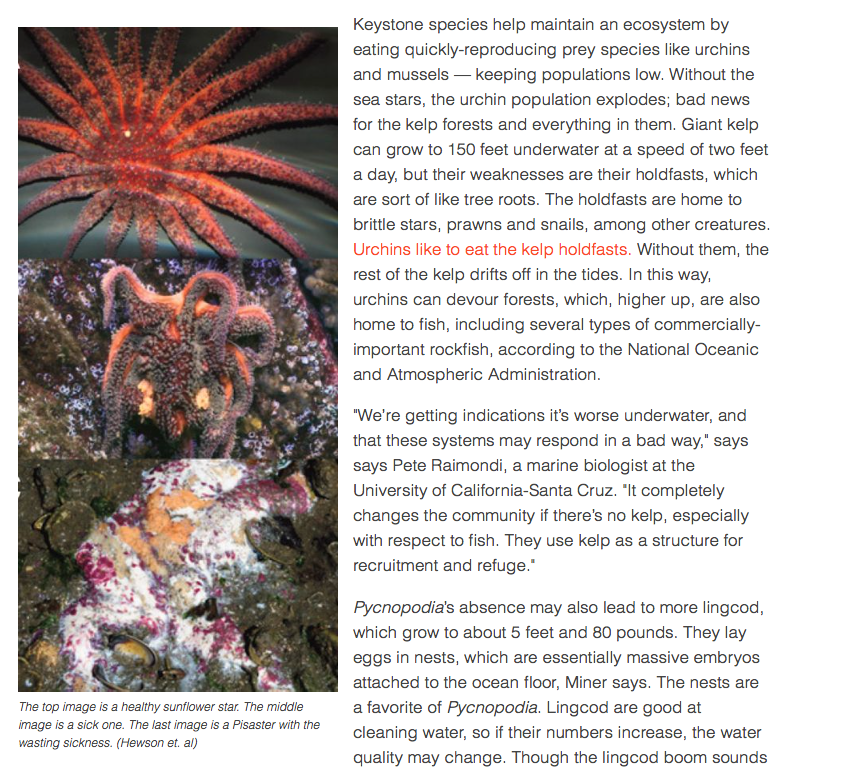 Keystone species help maintain an ecosystem by
eating quickly-reproducing prey species like urchins
and mussels — keeping populations low. Without the
sea stars, the urchin population explodes; bad news
for the kelp forests and everything in them. Giant kelp
can grow to 150 feet underwater at a speed of two feet
a day, but their weaknesses are their holdfasts, which
are sort of like tree roots. The holdfasts are home to
brittle stars, prawns and snails, among other creatures.
Urchins like to eat the kelp holdfasts. Without them, the
rest of the kelp drifts off in the tides. In this way,
urchins can devour forests, which, higher up, are also
home to fish, including several types of commercially-
important rockfish, according to the National Oceanic
and Atmospheric Administration.
"We're getting indications it's worse underwater, and
that these systems may respond in a bad way," says
says Pete Raimondi, a marine biologist at the
University of California-Santa Cruz. "It completely
changes the community if there's no kelp, especially
with respect to fish. They use kelp as a structure for
recruitment and refuge."
Pycnopodia's absence may also lead to more lingcod,
which grow to about 5 feet and 80 pounds. They lay
eggs in nests, which are essentially massive embryos
attached to the ocean floor, Miner says. The nests are
a favorite of Pycnopodia. Lingcod are good at
cleaning water, so if their numbers increase, the water
quality may change. Though the lingcod boom sounds
The top image is a healthy sunflower star. The middle
image is a sick one. The last image is a Pisaster with the
wasting sickness. (Hewson et. al)